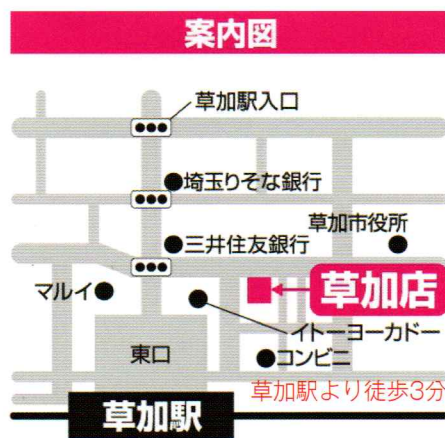 案内図
草加駅入口
埼玉りそな銀行
草加市役所
三井住友銀行
マルイ
草加店
イトーヨーカドー
東口
コンビニ
草加駅より徒歩3分
草加駅